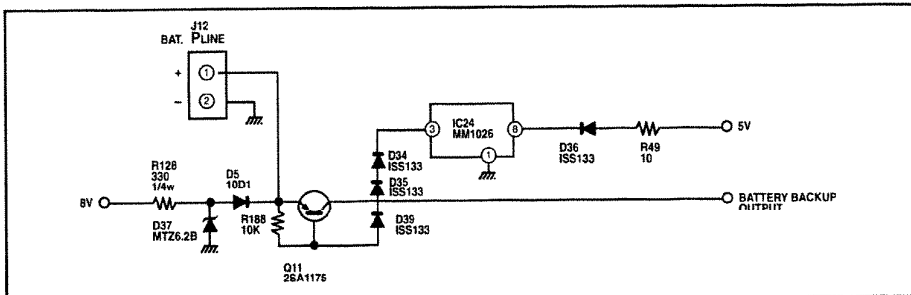 J12
BAT. PLINE
+ 1
– 2
IC24
MM1026
3
8
1
D36
ISS133
R49
10
5V
D34
ISS133
D35
ISS133
D39
ISS133
R128
330
1/4w
D5
10D1
8V
D37
MTZ6.2B
R188
10K
BATTERY BACKUP
OUTPUT
Q11
2SA1175